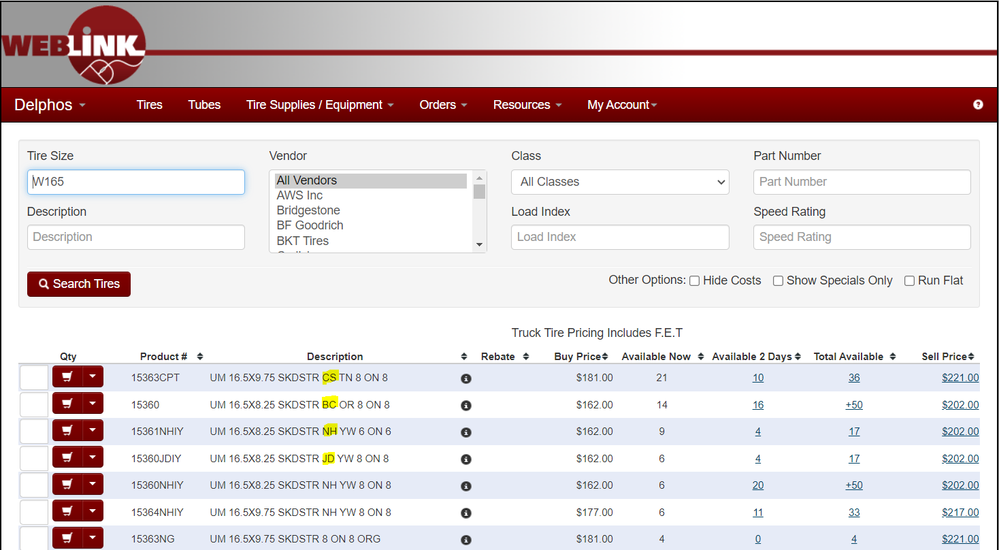 WEBLINK
Delphos Tires Tubes Tire Supplies / Equipment Orders Resources My Account ?
Tire Size Vendor Class Part Number
W165 All Vendors All Classes Part Number
AWS Inc
Description Bridgestone Load Index Speed Rating
Description BF Goodrich Load Index Speed Rating
BKT Tires
Search Tires Other Options: Hide Costs Show Specials Only Run Flat
Truck Tire Pricing Includes F.E.T
Qty Product # Description Rebate Buy Price Available Now Available 2 Days Total Available Sell Price
15363CPT UM 16.5X9.75 SKDSTR CS TN 8 ON 8 $181.00 21 10 36 $221.00
15360 UM 16.5X8.25 SKDSTR BC OR 8 ON 8 $162.00 14 16 +50 $202.00
15361NHIY UM 16.5X8.25 SKDSTR NH YW 6 ON 6 $162.00 9 4 17 $202.00
15360JDIY UM 16.5X8.25 SKDSTR JD YW 8 ON 8 $162.00 6 4 17 $202.00
15360NHIY UM 16.5X8.25 SKDSTR NH YW 8 ON 8 $162.00 6 20 +50 $202.00
15364NHIY UM 16.5X9.75 SKDSTR NH YW 8 ON 8 $177.00 6 11 33 $217.00
15363NG UM 16.5X9.75 SKDSTR 8 ON 8 ORG $181.00 4 0 4 $221.00